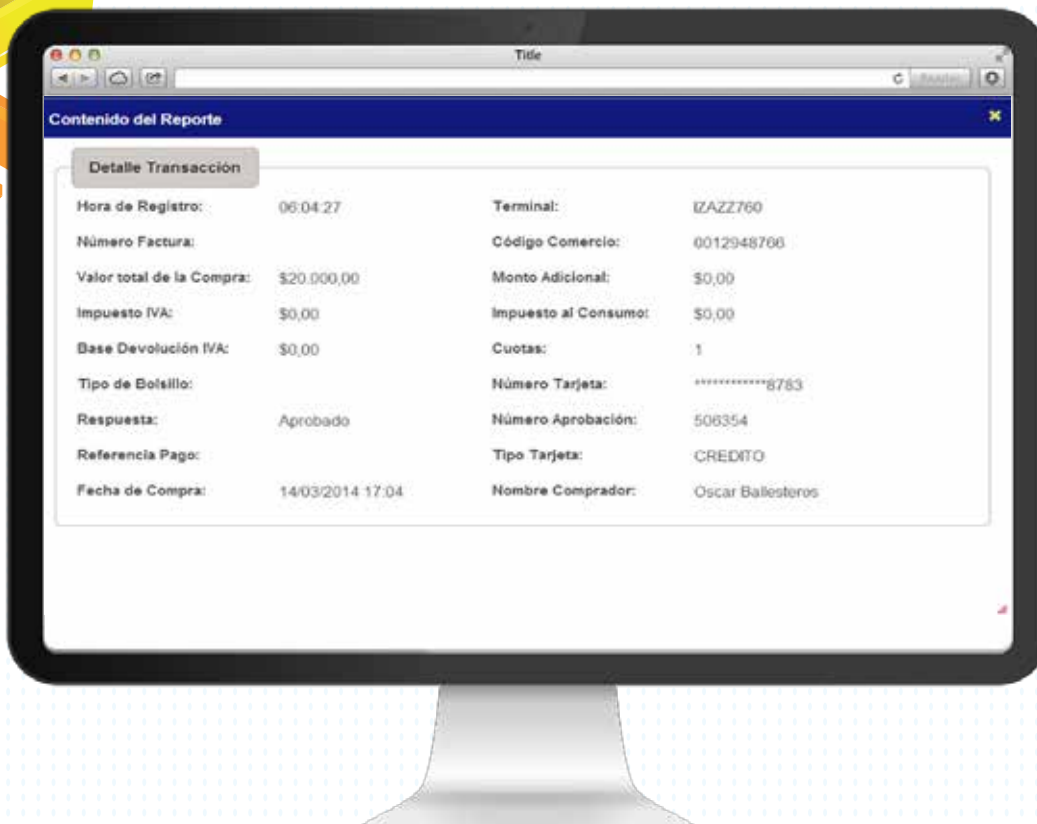 Title
Contenido del Reporte
Detalle Transacción
Hora de Registro: 06:04:27 Terminal: IZAZZ760
Número Factura: Código Comercio: 0012948766
Valor total de la Compra: $20.000,00 Monto Adicional: $0,00
Impuesto IVA: $0,00 Impuesto al Consumo: $0,00
Base Devolución IVA: $0,00 Cuotas: 1
Tipo de Bolsillo: Número Tarjeta: ************8783
Respuesta: Aprobado Número Aprobación: 506354
Referencia Pago: Tipo Tarjeta: CREDITO
Fecha de Compra: 14/03/2014 17:04 Nombre Comprador: Oscar Ballesteros